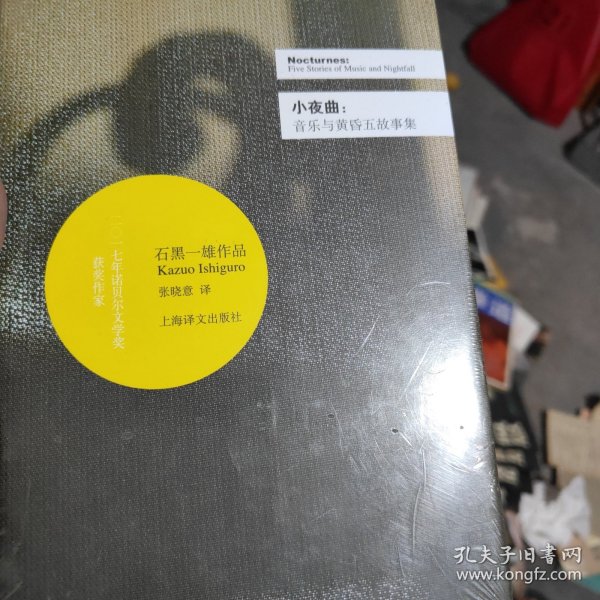 Nocturnes:
Five Stories of Music and Nightfall
小夜曲：
音乐与黄昏五故事集
石黑一雄作品
Kazuo Ishiguro
张晓意 译
上海译文出版社
二〇一七年诺贝尔文学奖
获奖作家
孔夫子旧书网
www.kongfz.com